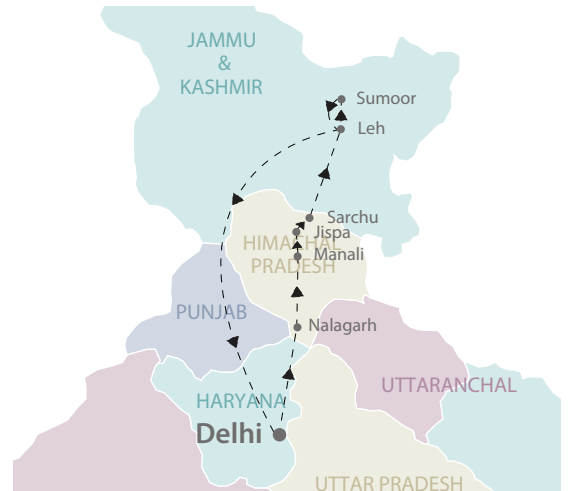 JAMMU
&
KASHMIR
Sumoor
Leh
Sarchu
Jispa
HIMACHAL
PRADESH
Manali
PUNJAB
Nalagarh
UTTARANCHAL
HARYANA
Delhi
UTTAR PRADESH